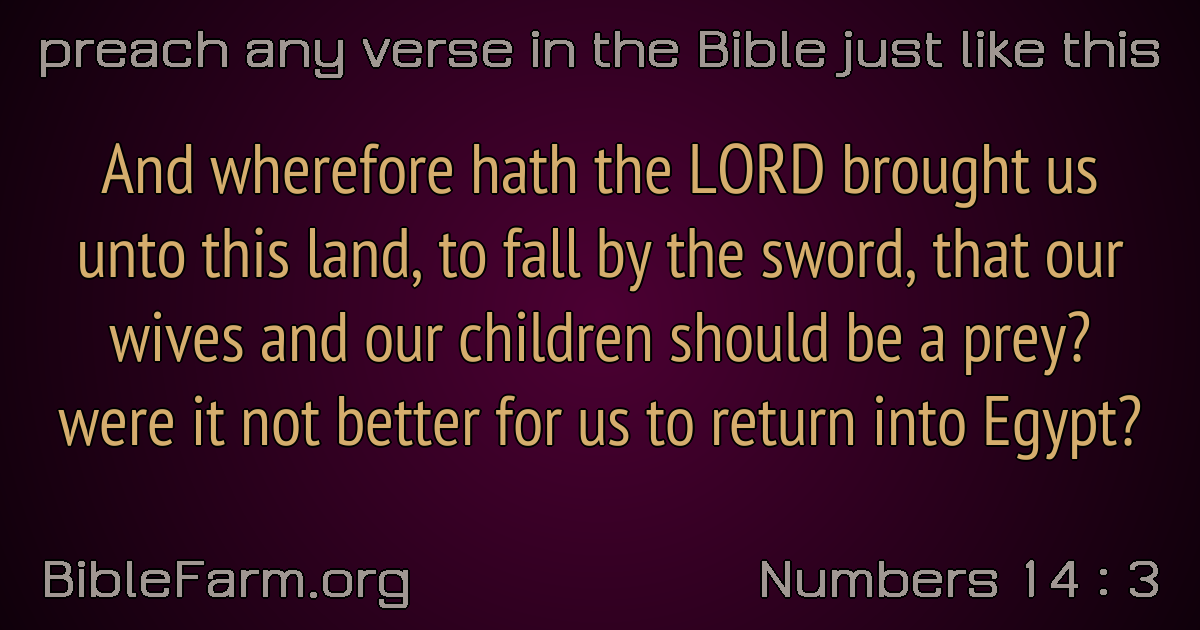 preach any verse in the Bible just like this
And wherefore hath the LORD brought us
unto this land, to fall by the sword, that our
wives and our children should be a prey?
were it not better for us to return into Egypt?
BibleFarm.org
Numbers 14 : 3